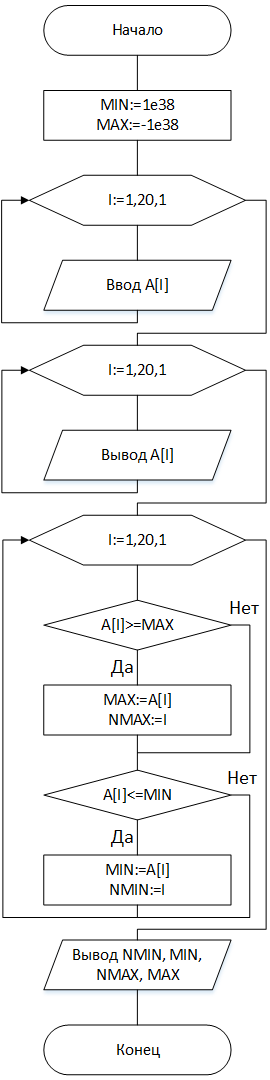 Начало
MIN:=1e38
MAX:=-1e38
I:=1,20,1
Ввод A[I]
I:=1,20,1
Вывод A[I]
I:=1,20,1
A[I]>=MAX
Нет
Да
MAX:=A[I]
NMAX:=I
A[I]<=MIN
Нет
Да
MIN:=A[I]
NMIN:=I
Вывод NMIN, MIN,
NMAX, MAX
Конец